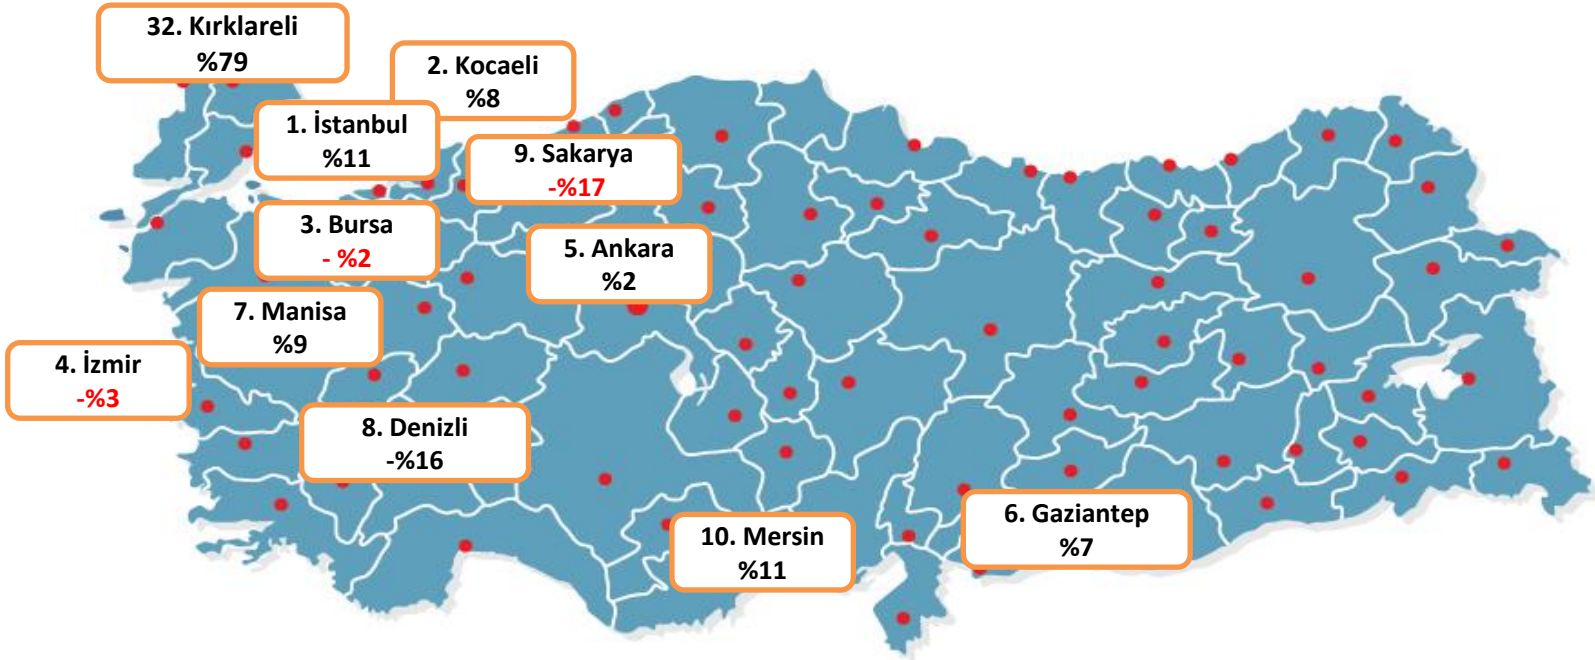 32. Kırklareli
%79
2. Kocaeli
%8
1. İstanbul
%11
9. Sakarya
-%17
3. Bursa
- %2
5. Ankara
%2
7. Manisa
%9
4. İzmir
-%3
8. Denizli
-%16
10. Mersin
%11
6. Gaziantep
%7